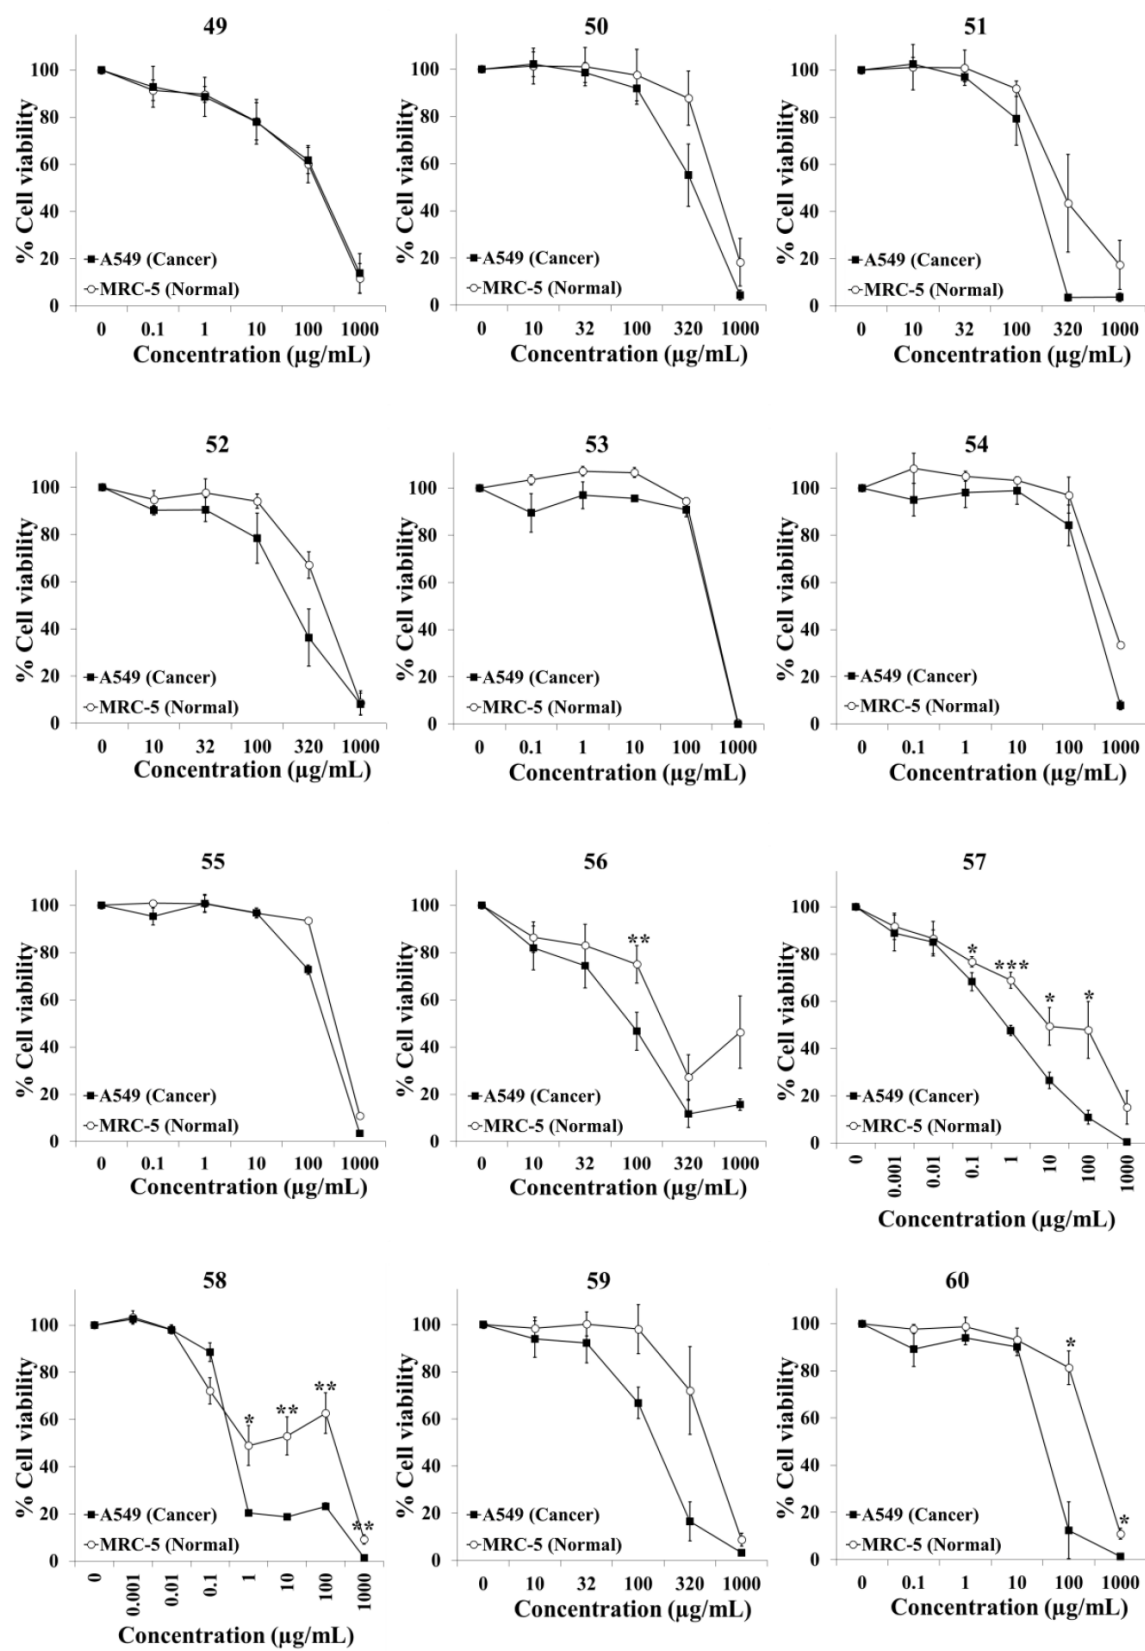 49
% Cell viability
100
80
60
40
20
0
A549 (Cancer)
MRC-5 (Normal)
0 0.1 1 10 100 1000
Concentration (µg/mL)
50
% Cell viability
100
80
60
40
20
0
A549 (Cancer)
MRC-5 (Normal)
0 10 32 100 320 1000
Concentration (µg/mL)
51
% Cell viability
100
80
60
40
20
0
A549 (Cancer)
MRC-5 (Normal)
0 10 32 100 320 1000
Concentration (µg/mL)
52
% Cell viability
100
80
60
40
20
0
A549 (Cancer)
MRC-5 (Normal)
0 10 32 100 320 1000
Concentration (µg/mL)
53
% Cell viability
100
80
60
40
20
0
A549 (Cancer)
MRC-5 (Normal)
0 0.1 1 10 100 1000
Concentration (µg/mL)
54
% Cell viability
100
80
60
40
20
0
A549 (Cancer)
MRC-5 (Normal)
0 0.1 1 10 100 1000
Concentration (µg/mL)
55
% Cell viability
100
80
60
40
20
0
A549 (Cancer)
MRC-5 (Normal)
0 0.1 1 10 100 1000
Concentration (µg/mL)
56
% Cell viability
100
80
60
40
20
0
**
A549 (Cancer)
MRC-5 (Normal)
0 10 32 100 320 1000
Concentration (µg/mL)
57
% Cell viability
100
80
60
40
20
0
* *** * *
A549 (Cancer)
MRC-5 (Normal)
0 0.001 0.01 0.1 1 10 100 1000
Concentration (µg/mL)
58
% Cell viability
100
80
60
40
20
0
* ** ** **
A549 (Cancer)
MRC-5 (Normal)
0 0.001 0.01 0.1 1 10 100 1000
Concentration (µg/mL)
59
% Cell viability
100
80
60
40
20
0
A549 (Cancer)
MRC-5 (Normal)
0 10 32 100 320 1000
Concentration (µg/mL)
60
% Cell viability
100
80
60
40
20
0
* *
A549 (Cancer)
MRC-5 (Normal)
0 0.1 1 10 100 1000
Concentration (µg/mL)